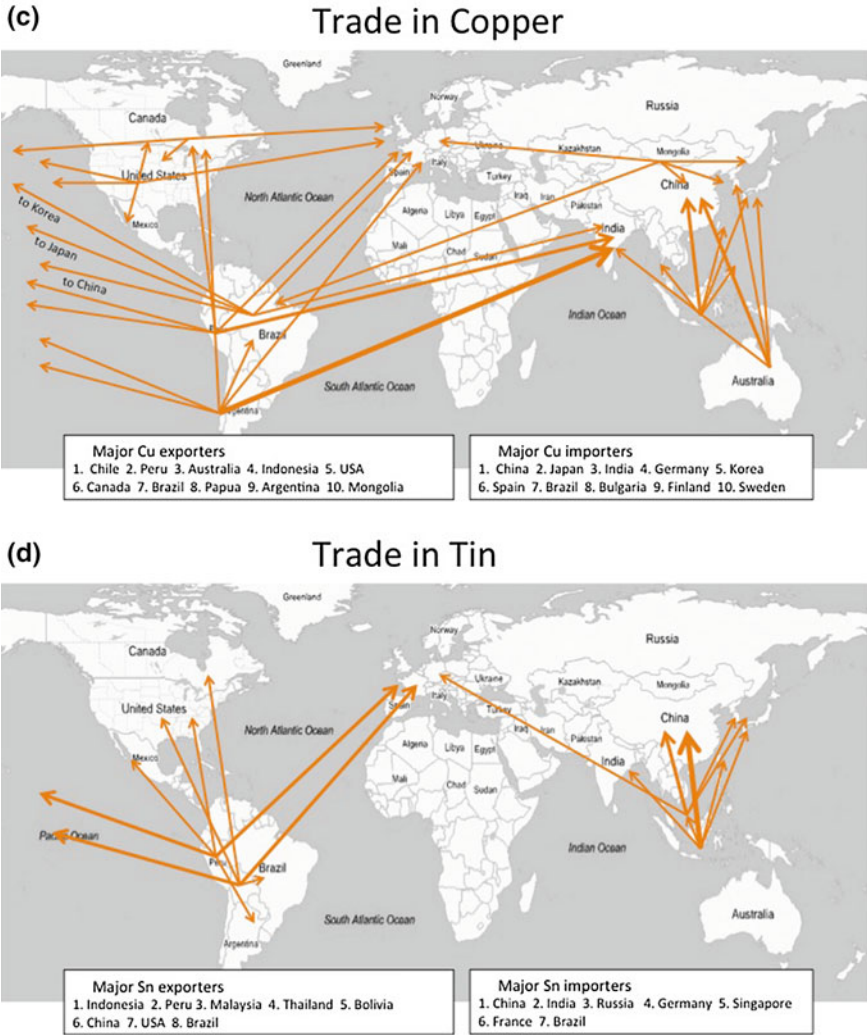 (c)
Trade in Copper
Greenland
Norway
Russia
Canada
Ukraine
Kazakhstan
Mongolia
United States
Spain
Italy
Turkey
China
North Atlantic Ocean
Iraq
Iran
Pakistan
Algeria
Libya
Egypt
to Korea
Mexico
India
Mali
Chad
Sudan
to Japan
to China
Brazil
Indian Ocean
South Atlantic Ocean
Australia
Argentina
Major Cu exporters
1. Chile 2. Peru 3. Australia 4. Indonesia 5. USA
6. Canada 7. Brazil 8. Papua 9. Argentina 10. Mongolia
Major Cu importers
1. China 2. Japan 3. India 4. Germany 5. Korea
6. Spain 7. Brazil 8. Bulgaria 9. Finland 10. Sweden
(d)
Trade in Tin
Greenland
Norway
Russia
Canada
Ukraine
Kazakhstan
Mongolia
United States
Spain
Italy
Turkey
China
North Atlantic Ocean
Iraq
Iran
Pakistan
Algeria
Libya
Egypt
Mexico
India
Mali
Chad
Sudan
Pacific Ocean
Peru
Brazil
Indian Ocean
South Atlantic Ocean
Australia
Argentina
Major Sn exporters
1. Indonesia 2. Peru 3. Malaysia 4. Thailand 5. Bolivia
6. China 7. USA 8. Brazil
Major Sn importers
1. China 2. India 3. Russia 4. Germany 5. Singapore
6. France 7. Brazil